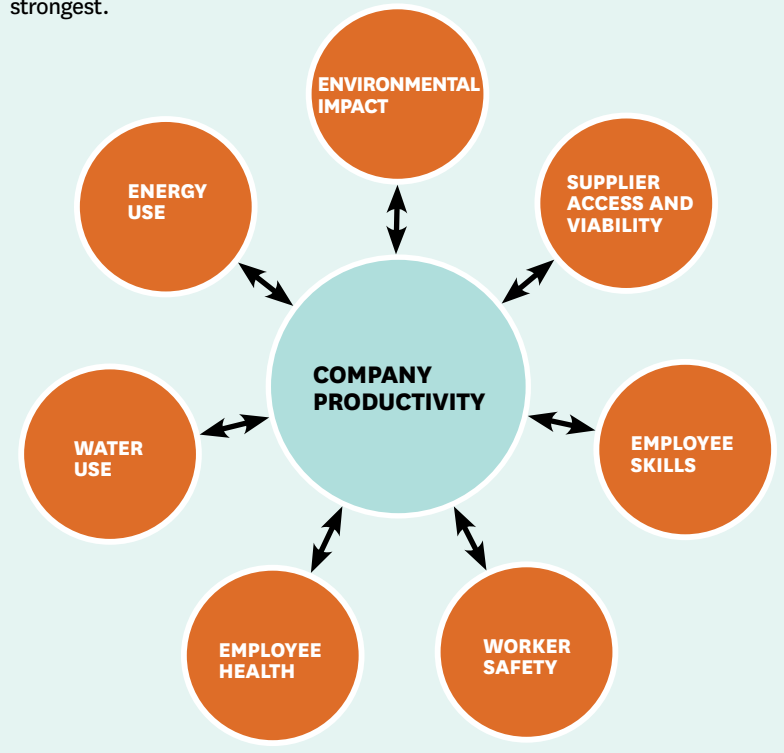 strongest.
ENVIRONMENTAL
IMPACT
SUPPLIER
ACCESS AND
VIABILITY
EMPLOYEE
SKILLS
WORKER
SAFETY
EMPLOYEE
HEALTH
WATER
USE
ENERGY
USE
COMPANY
PRODUCTIVITY